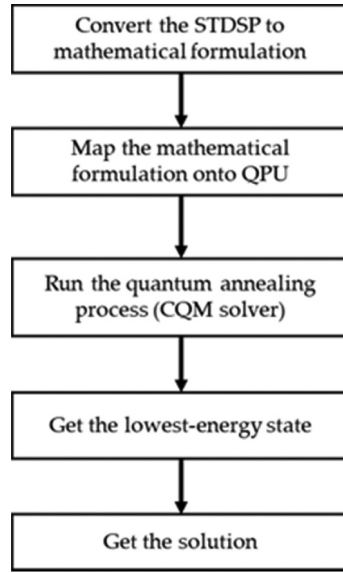 Convert the STDSP to
mathematical formulation
Map the mathematical
formulation onto QPU
Run the quantum annealing
process (CQM solver)
Get the lowest-energy state
Get the solution